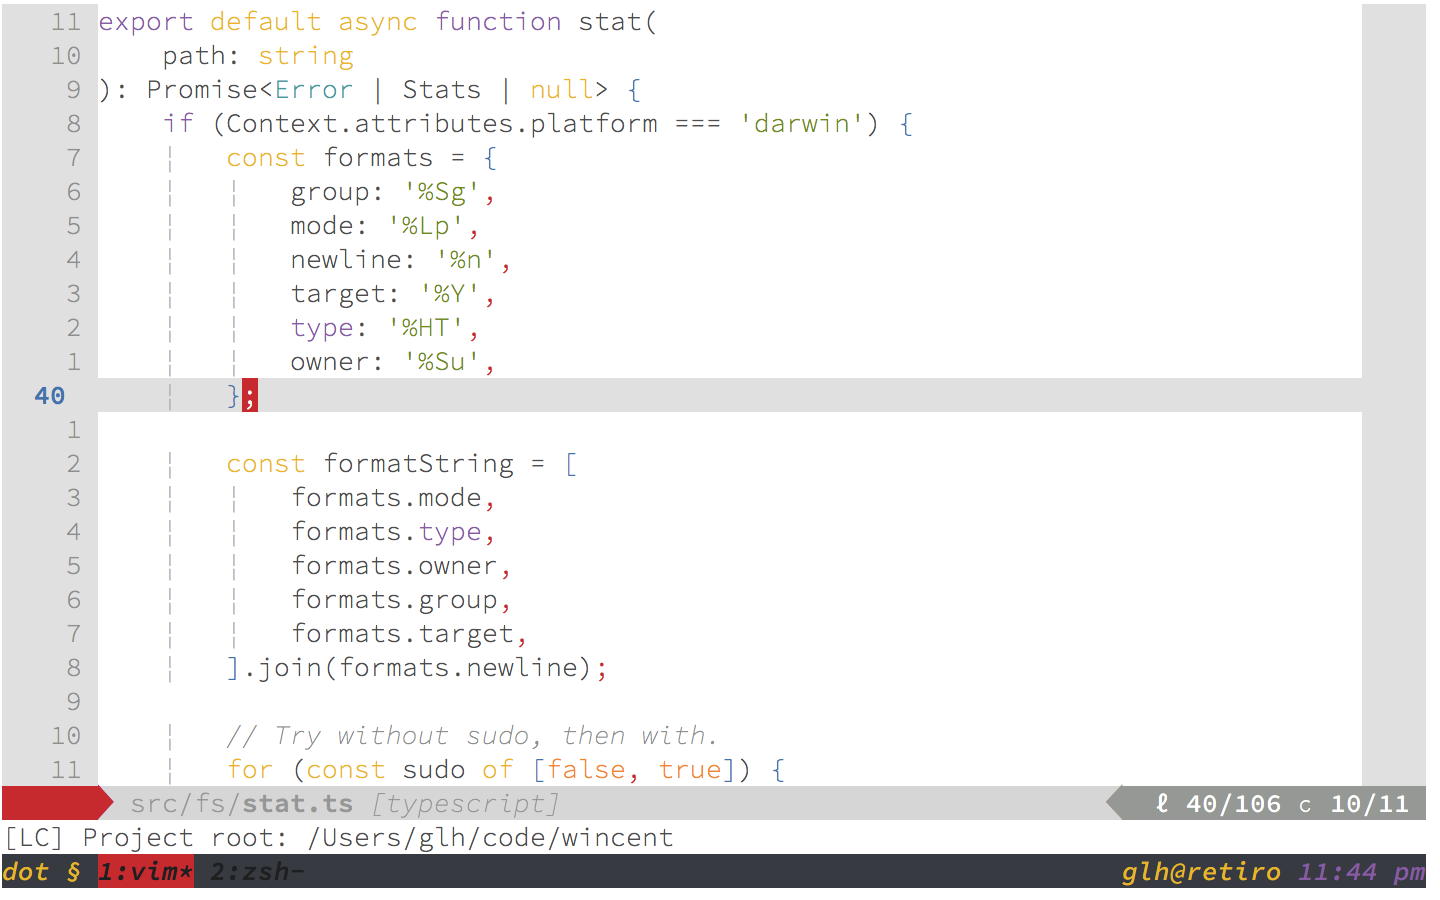 11 export default async function stat(
10     path: string
9 ): Promise<Error | Stats | null> {
8     if (Context.attributes.platform === 'darwin') {
7         const formats = {
6             group: '%Sg',
5             mode: '%Lp',
4             newline: '%n',
3             target: '%Y',
2             type: '%HT',
1             owner: '%Su',
40         };
1
2         const formatString = [
3             formats.mode,
4             formats.type,
5             formats.owner,
6             formats.group,
7             formats.target,
8         ].join(formats.newline);
9
10         // Try without sudo, then with.
11         for (const sudo of [false, true]) {
src/fs/stat.ts [typescript] ℓ 40/106 c 10/11
[LC] Project root: /Users/glh/code/wincent
dot § 1:vim* 2:zsh- glh@retiro 11:44 pm